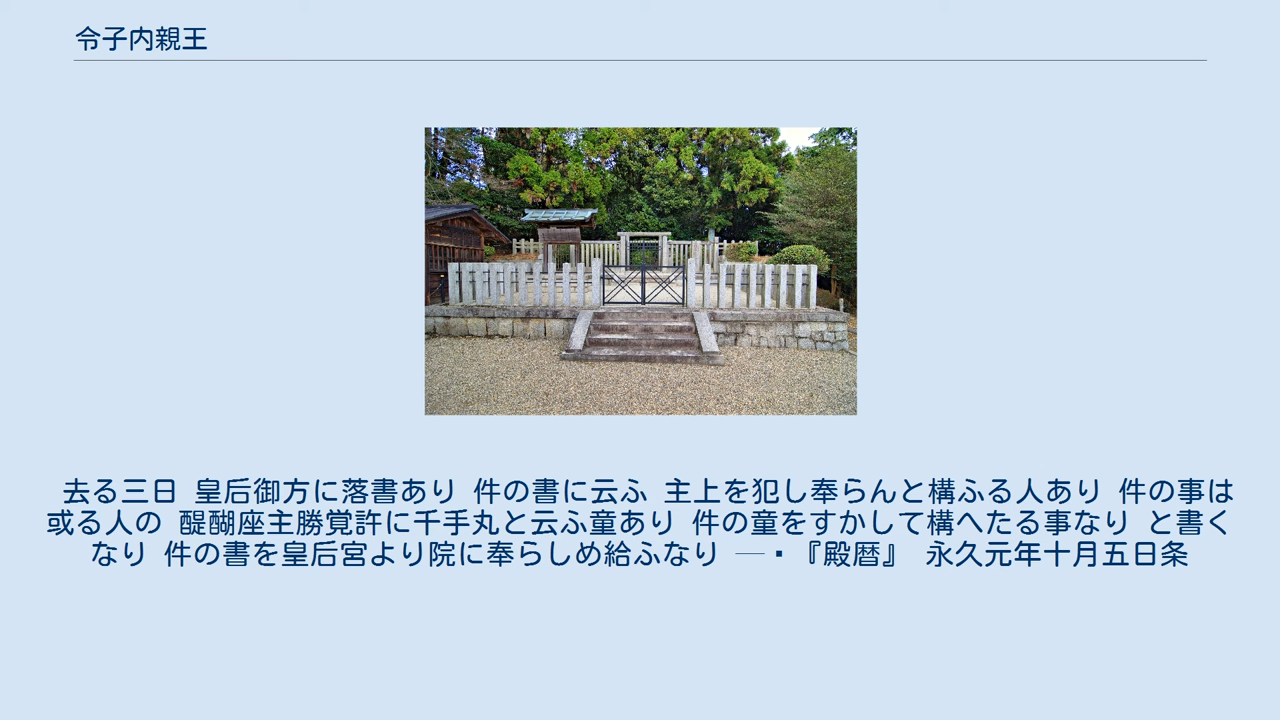 令子内親王
去る三日 皇后御方に落書あり 件の書に云ふ 主上を犯し奉らんと構ふる人あり 件の事は
或る人の 醍醐座主勝覚許に千手丸と云ふ童あり 件の童をすかして構へたる事なり と書く
なり 件の書を皇后宮より院に奉らしめ給ふなり ─・『殿暦』 永久元年十月五日条